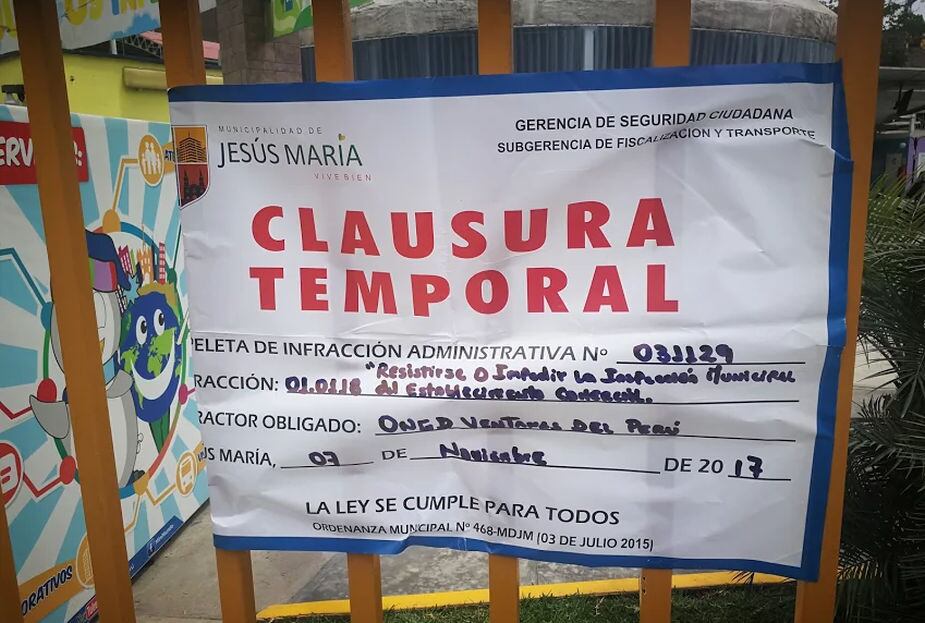 MUNICIPALIDAD DE
JESÚS MARÍA
VIVE BIEN
GERENCIA DE SEGURIDAD CIUDADANA
SUBGERENCIA DE FISCALIZACIÓN Y TRANSPORTE
CLAUSURA
TEMPORAL
ELETA DE INFRACCIÓN ADMINISTRATIVA Nº 031129
"Resistirse O Impedir La Inspección Municipal
RACCIÓN: 01.0118 del Establecimiento Comercial.
RACTOR OBLIGADO: ONGD VENTANAS DEL PERÚ
ÚS MARÍA, 07 DE Noviembre DE 2017
LA LEY SE CUMPLE PARA TODOS
ORDENANZA MUNICIPAL Nº 468-MDJM (03 DE JULIO 2015)
ORATIVOS